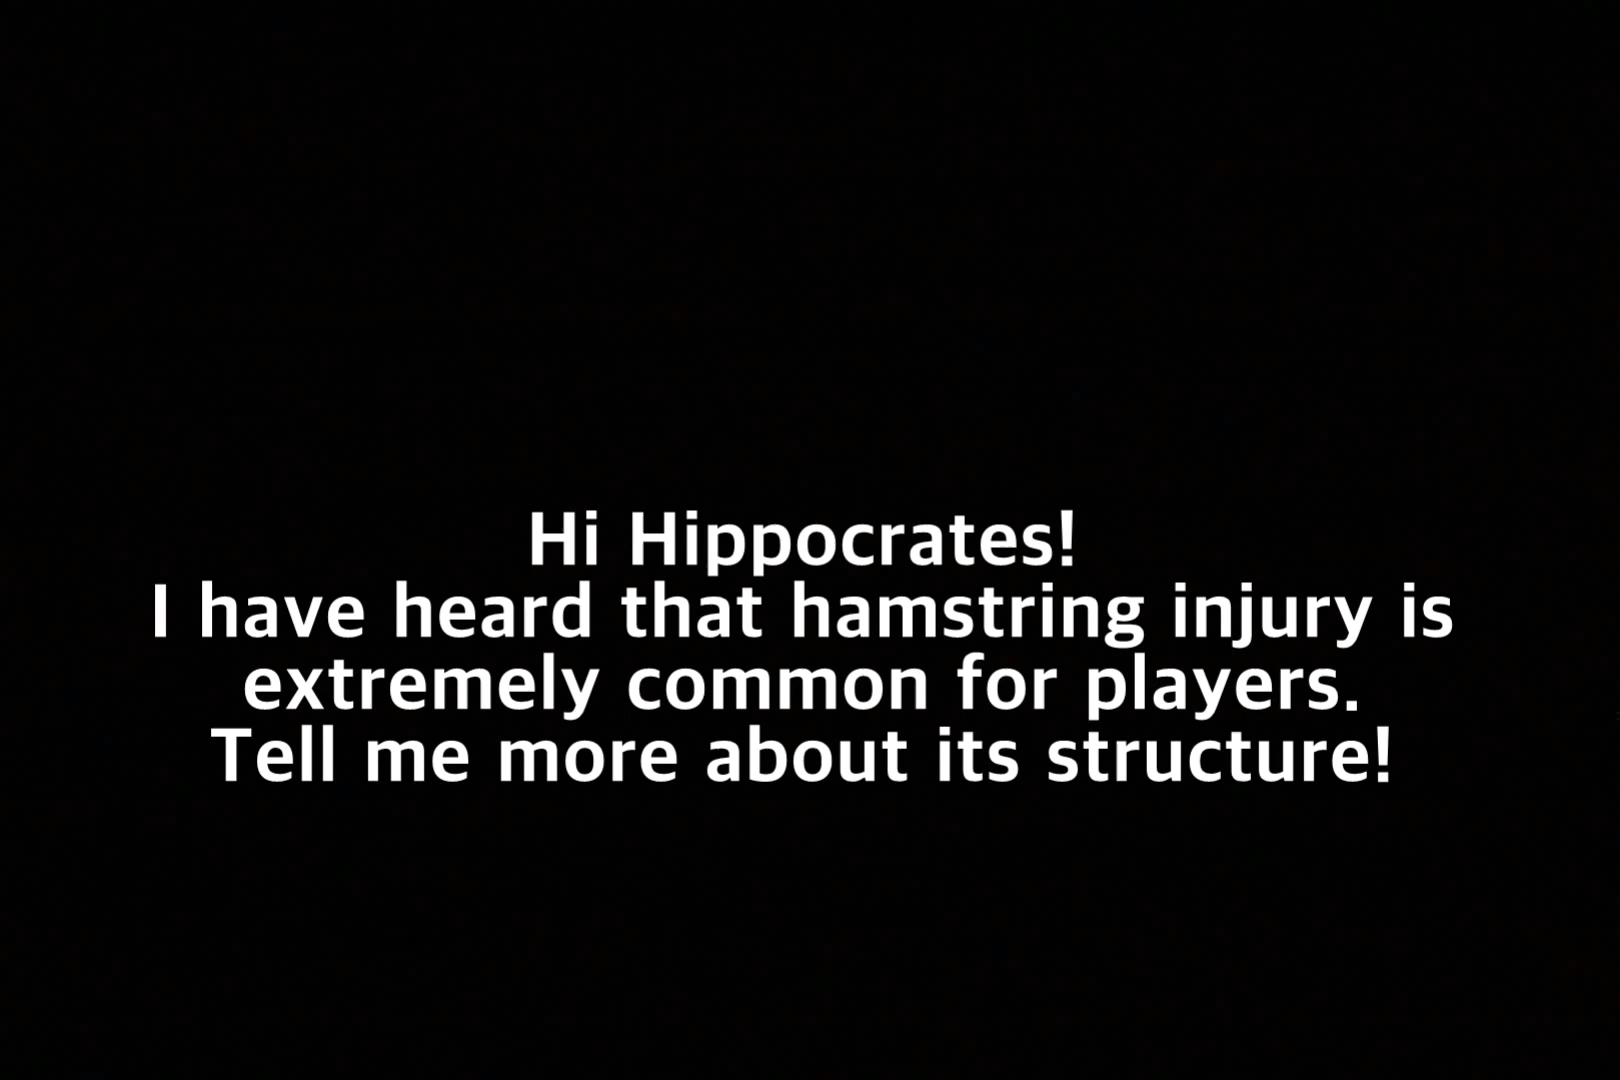 Hi Hippocrates!
I have heard that hamstring injury is
extremely common for players.
Tell me more about its structure!